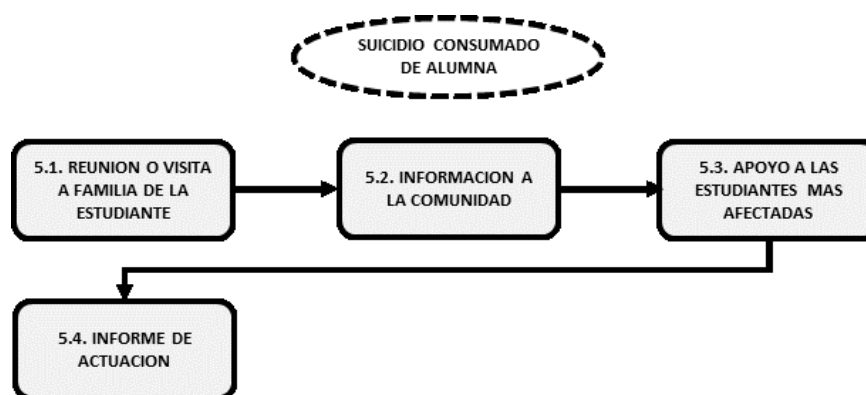 SUICIDIO CONSUMADO
DE ALUMNA
5.1. REUNION O VISITA
A FAMILIA DE LA
ESTUDIANTE
5.2. INFORMACION A
LA COMUNIDAD
5.3. APOYO A LAS
ESTUDIANTES MAS
AFECTADAS
5.4. INFORME DE
ACTUACION